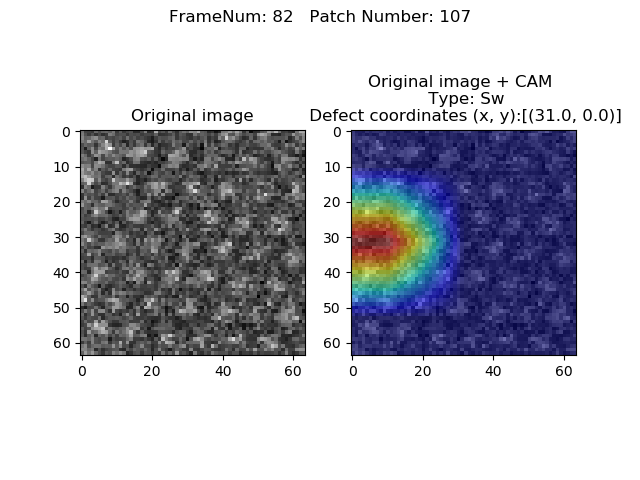 FrameNum: 82   Patch Number: 107
Original image
0
10
20
30
40
50
60
0 20 40 60
Original image + CAM
Type: Sw
Defect coordinates (x, y):[(31.0, 0.0)]
0
10
20
30
40
50
60
0 20 40 60